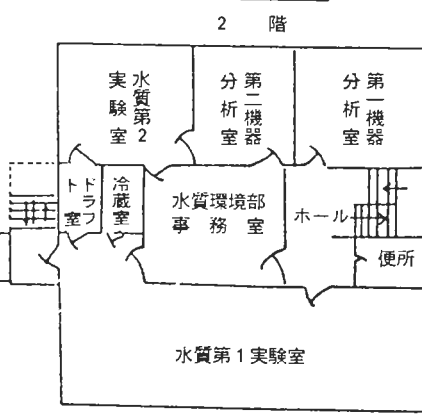 2 階
水質第2
実験室
第二機器
分析室
第一機器
分析室
ドラフ
ト室
冷蔵室
水質環境部
事務室
ホール
便所
水質第1実験室